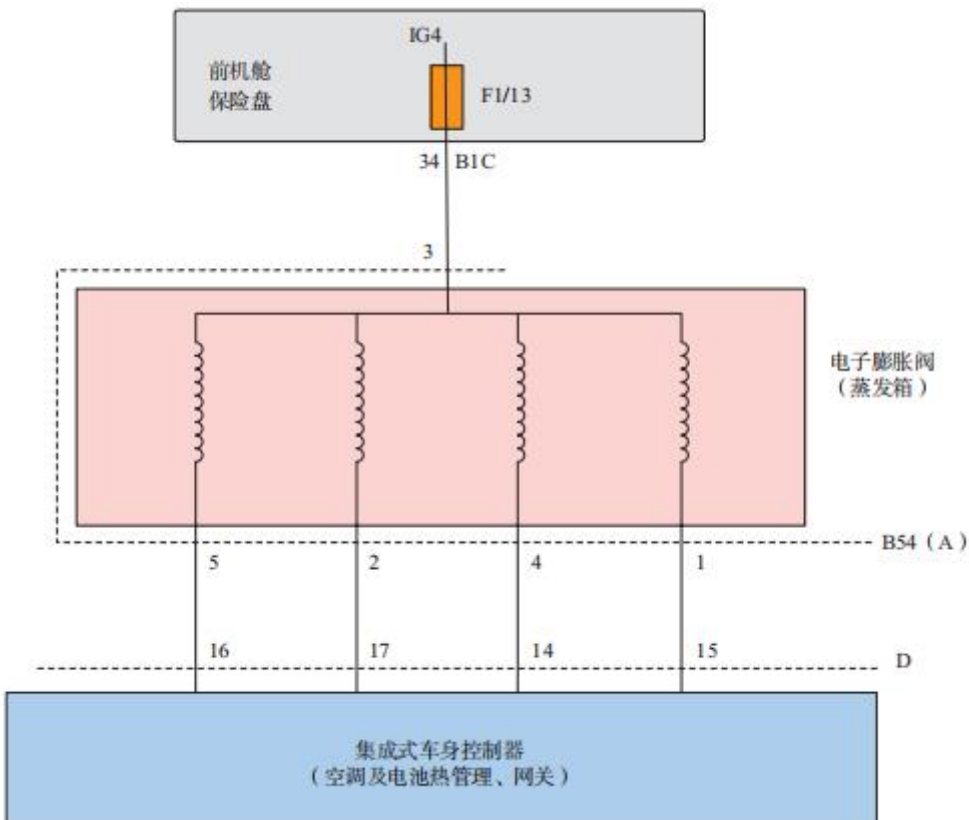 IG4
前机舱
保险盘
F1/13
34 B1C
3
电子膨胀阀
（蒸发箱）
B54（A）
5 2 4 1
16 17 14 15
D
集成式车身控制器
（空调及电池热管理、网关）